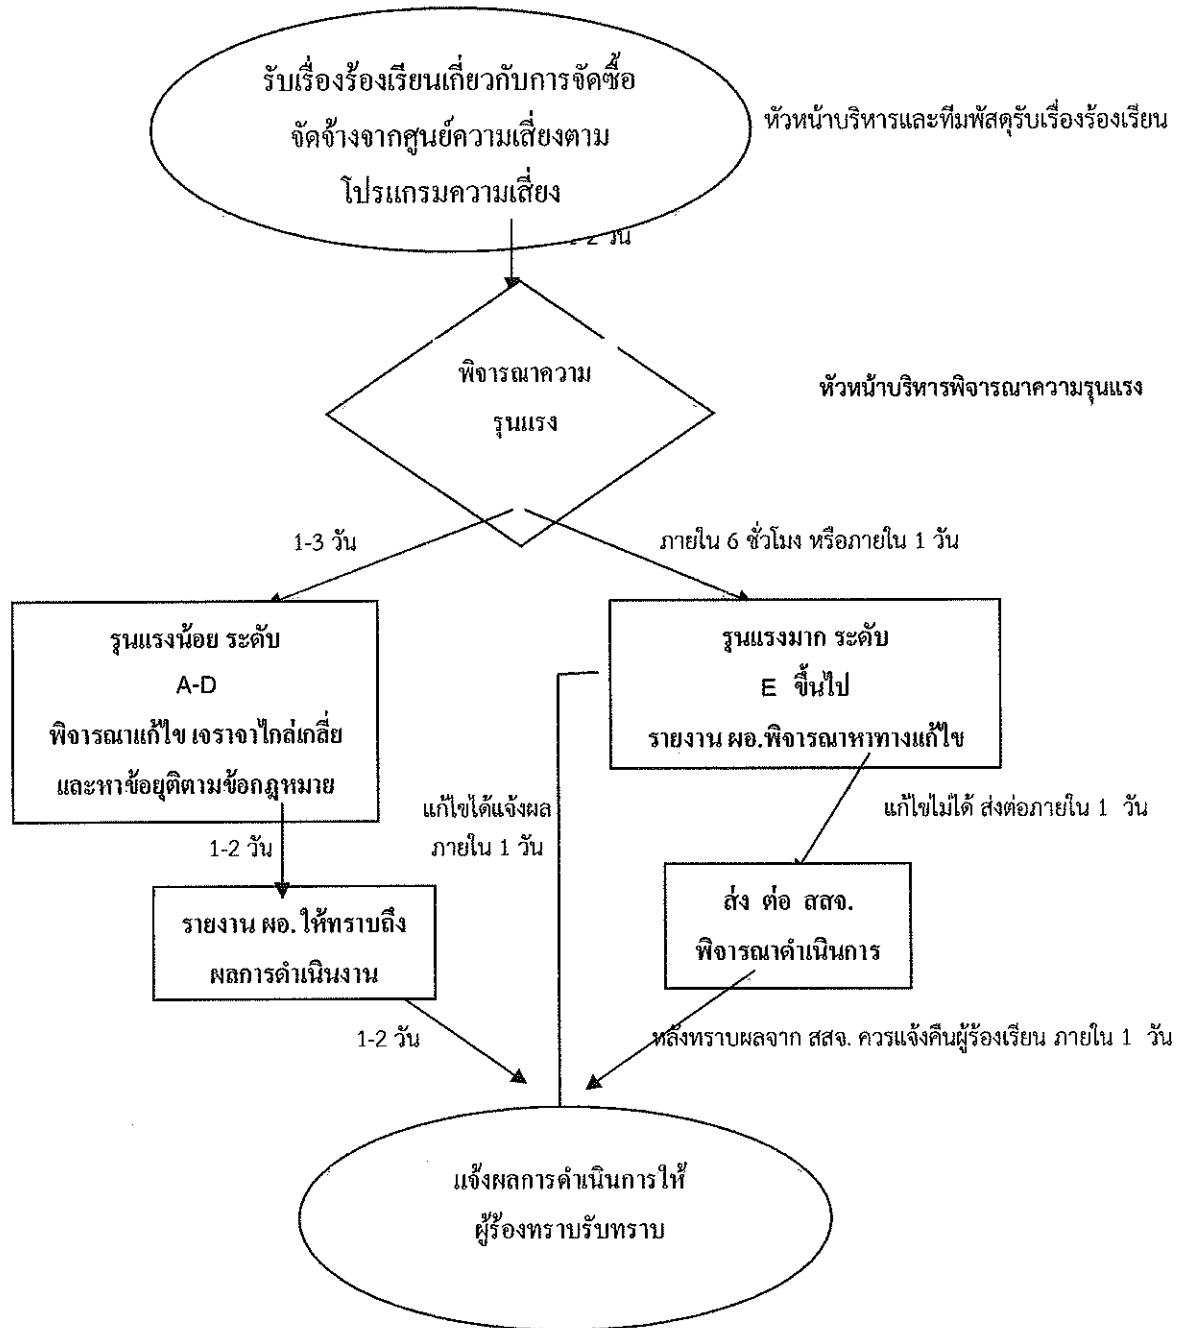 รับเรื่องร้องเรียนเกี่ยวกับการจัดซื้อ
จัดจ้างจากศูนย์ความเสี่ยงตาม
โปรแกรมความเสี่ยง
หัวหน้าบริหารและทีมพัสดุรับเรื่องร้องเรียน
1-2 วัน
พิจารณาความ
รุนแรง
หัวหน้าบริหารพิจารณาความรุนแรง
1-3 วัน
ภายใน 6 ชั่วโมง หรือภายใน 1 วัน
รุนแรงน้อย ระดับ
A-D
พิจารณาแก้ไข เจราจาไกล่เกลี่ย
และหาข้อยุติตามข้อกฎหมาย
รุนแรงมาก ระดับ
E ขึ้นไป
รายงาน ผอ.พิจารณาหาทางแก้ไข
แก้ไขได้แจ้งผล
ภายใน 1 วัน
แก้ไขไม่ได้ ส่งต่อภายใน 1 วัน
1-2 วัน
รายงาน ผอ.ให้ทราบถึง
ผลการดำเนินงาน
ส่ง ต่อ สสจ.
พิจารณาดำเนินการ
1-2 วัน
หลังทราบผลจาก สสจ. ควรแจ้งคืนผู้ร้องเรียน ภายใน 1 วัน
แจ้งผลการดำเนินการให้
ผู้ร้องทราบรับทราบ